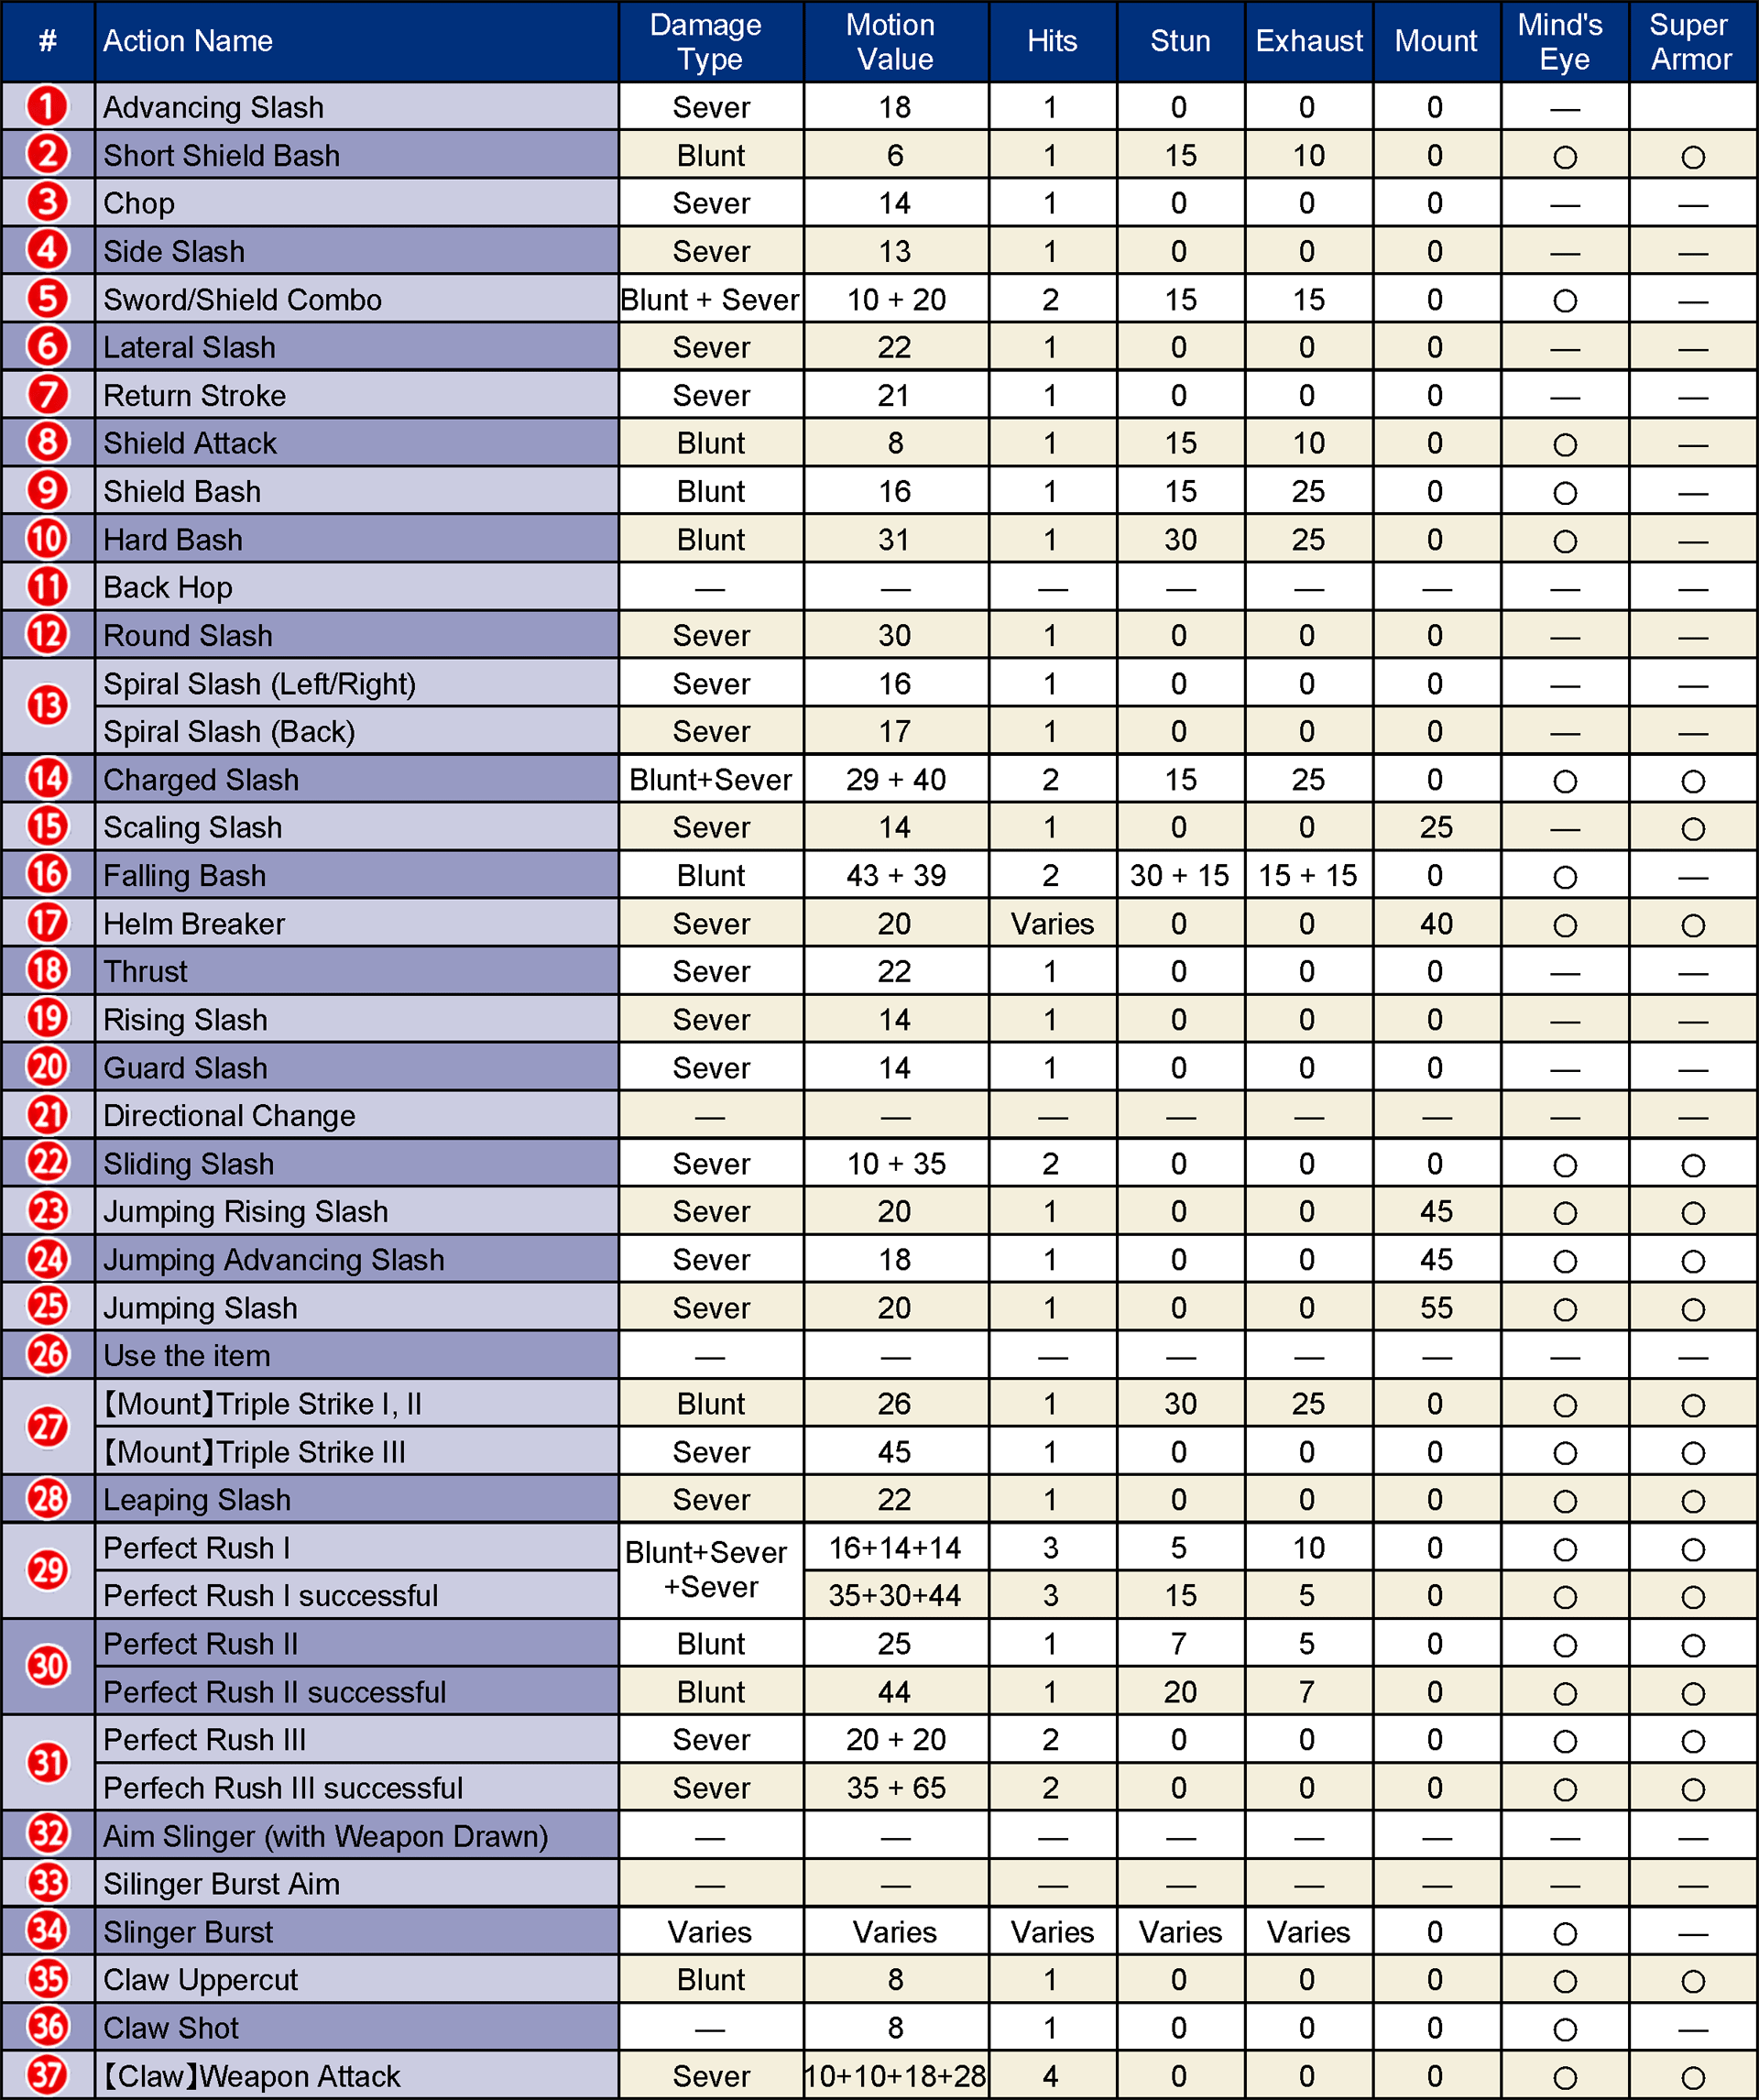 # Action Name Damage Type Motion Value Hits Stun Exhaust Mount Mind's Eye Super Armor
1 Advancing Slash Sever 18 1 0 0 0 —
2 Short Shield Bash Blunt 6 1 15 10 0 ○ ○
3 Chop Sever 14 1 0 0 0 — —
4 Side Slash Sever 13 1 0 0 0 — —
5 Sword/Shield Combo Blunt + Sever 10 + 20 2 15 15 0 ○ —
6 Lateral Slash Sever 22 1 0 0 0 — —
7 Return Stroke Sever 21 1 0 0 0 — —
8 Shield Attack Blunt 8 1 15 10 0 ○ —
9 Shield Bash Blunt 16 1 15 25 0 ○ —
10 Hard Bash Blunt 31 1 30 25 0 ○ —
11 Back Hop — — — — — — — —
12 Round Slash Sever 30 1 0 0 0 — —
13 Spiral Slash (Left/Right) Sever 16 1 0 0 0 — —
Spiral Slash (Back) Sever 17 1 0 0 0 — —
14 Charged Slash Blunt+Sever 29 + 40 2 15 25 0 ○ ○
15 Scaling Slash Sever 14 1 0 0 25 — ○
16 Falling Bash Blunt 43 + 39 2 30 + 15 15 + 15 0 ○ —
17 Helm Breaker Sever 20 Varies 0 0 40 ○ ○
18 Thrust Sever 22 1 0 0 0 — —
19 Rising Slash Sever 14 1 0 0 0 — —
20 Guard Slash Sever 14 1 0 0 0 — —
21 Directional Change — — — — — — — —
22 Sliding Slash Sever 10 + 35 2 0 0 0 ○ ○
23 Jumping Rising Slash Sever 20 1 0 0 45 ○ ○
24 Jumping Advancing Slash Sever 18 1 0 0 45 ○ ○
25 Jumping Slash Sever 20 1 0 0 55 ○ ○
26 Use the item — — — — — — — —
27 【Mount】Triple Strike I, II Blunt 26 1 30 25 0 ○ ○
【Mount】Triple Strike III Sever 45 1 0 0 0 ○ ○
28 Leaping Slash Sever 22 1 0 0 0 ○ ○
29 Perfect Rush I Blunt+Sever +Sever 16+14+14 3 5 10 0 ○ ○
Perfect Rush I successful 35+30+44 3 15 5 0 ○ ○
30 Perfect Rush II Blunt 25 1 7 5 0 ○ ○
Perfect Rush II successful Blunt 44 1 20 7 0 ○ ○
31 Perfect Rush III Sever 20 + 20 2 0 0 0 ○ ○
Perfech Rush III successful Sever 35 + 65 2 0 0 0 ○ ○
32 Aim Slinger (with Weapon Drawn) — — — — — — — —
33 Silinger Burst Aim — — — — — — — —
34 Slinger Burst Varies Varies Varies Varies Varies 0 ○ —
35 Claw Uppercut Blunt 8 1 0 0 0 ○ ○
36 Claw Shot — 8 1 0 0 0 ○ —
37 【Claw】Weapon Attack Sever 10+10+18+28 4 0 0 0 ○ ○